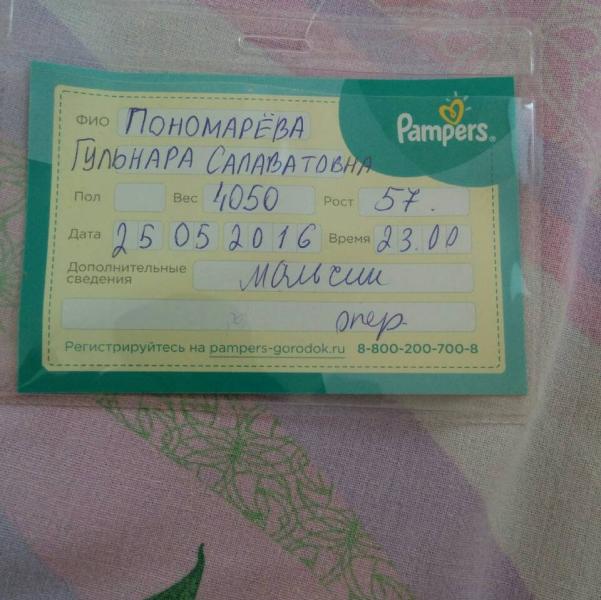 Pampers®
ФИО ПОНОМАРЁВА
ГУЛЬНАРА САЛАВАТОВНА
Пол Вес 4050 Рост 57.
Дата 25 05 2016 Время 23.00
Дополнительные сведения мальчик
опер
Регистрируйтесь на pampers-gorodok.ru 8-800-200-700-8